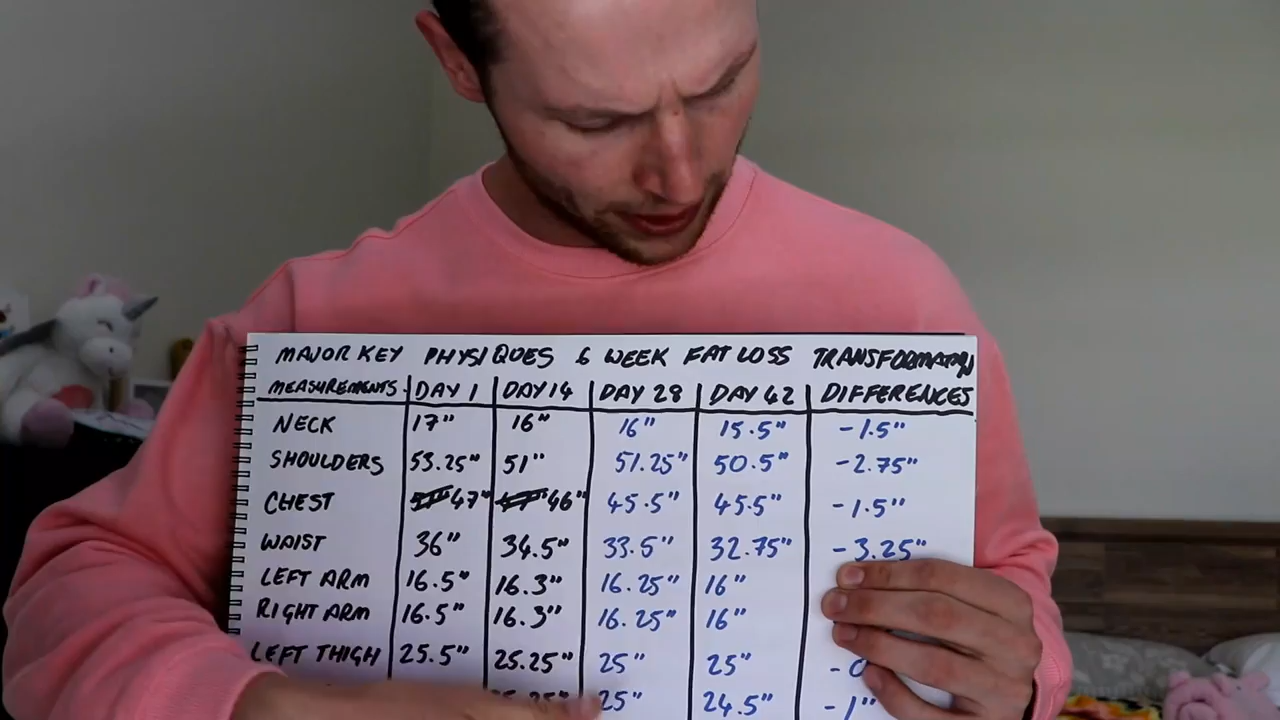 MAJOR KEY PHYSIQUES 6 WEEK FAT LOSS TRANSFORMATION
MEASUREMENTS DAY 1 DAY 14 DAY 28 DAY 42 DIFFERENCES
NECK 17" 16" 16" 15.5" -1.5"
SHOULDERS 53.25" 51" 51.25" 50.5" -2.75"
CHEST 47" 46" 45.5" 45.5" -1.5"
WAIST 36" 34.5" 33.5" 32.75" -3.25"
LEFT ARM 16.5" 16.3" 16.25" 16"
RIGHT ARM 16.5" 16.3" 16.25" 16"
LEFT THIGH 25.5" 25.25" 25" 25" -0
25" 24.5" -1"